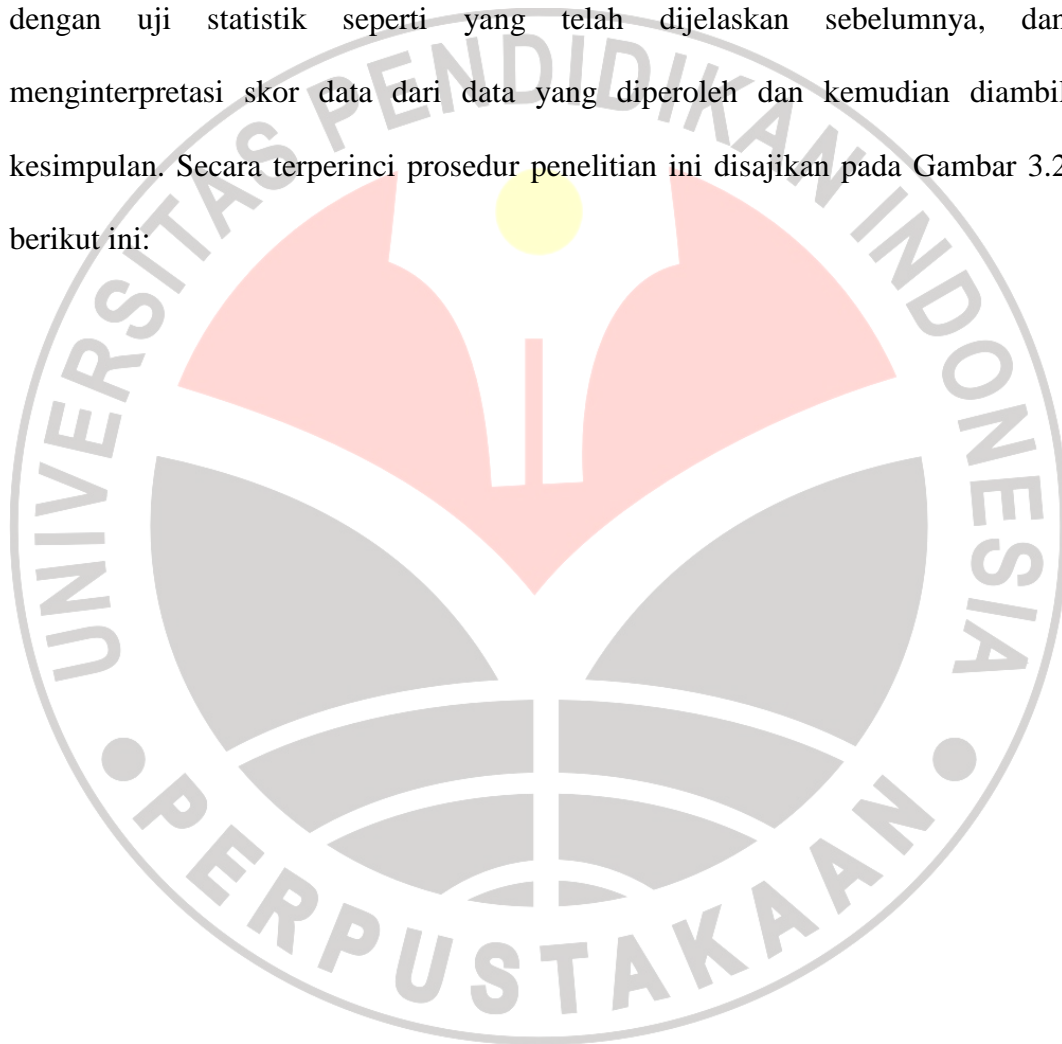 dengan uji statistik seperti yang telah dijelaskan sebelumnya, dan
menginterpretasi skor data dari data yang diperoleh dan kemudian diambil
kesimpulan. Secara terperinci prosedur penelitian ini disajikan pada Gambar 3.2
berikut ini:
UNIVERSITAS PENDIDIKAN INDONESIA
PERPUSTAKAAN